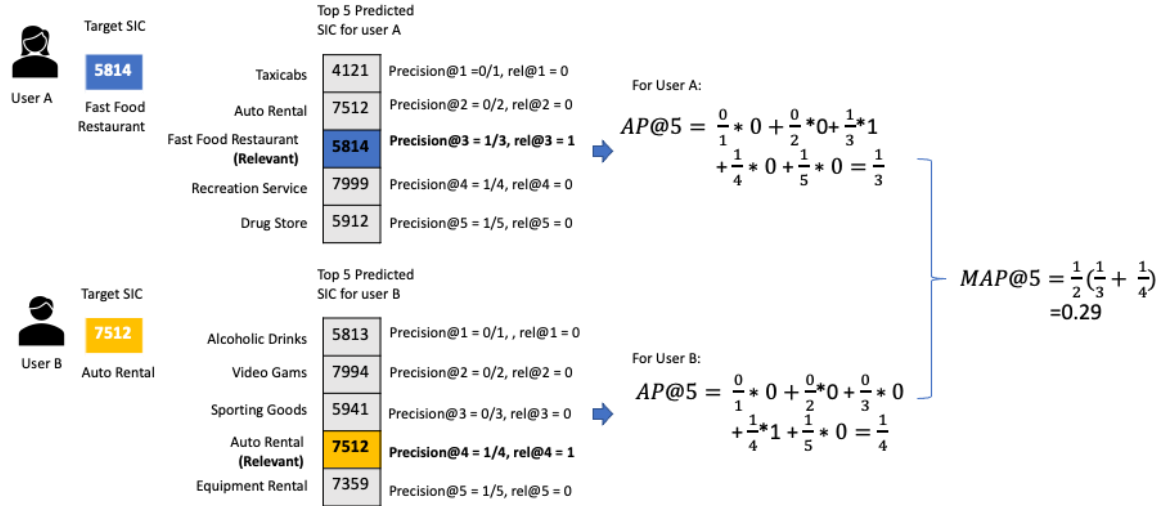 Target SIC
5814
User A
Fast Food
Restaurant
Top 5 Predicted
SIC for user A
Taxicabs 4121 Precision@1 =0/1, rel@1 = 0
Auto Rental 7512 Precision@2 = 0/2, rel@2 = 0
Fast Food Restaurant
(Relevant) 5814 Precision@3 = 1/3, rel@3 = 1
Recreation Service 7999 Precision@4 = 1/4, rel@4 = 0
Drug Store 5912 Precision@5 = 1/5, rel@5 = 0
For User A:
AP@5 = 0/1 * 0 + 0/2 *0+ 1/3 *1
+ 1/4 * 0 + 1/5 * 0 = 1/3
Target SIC
7512
User B
Auto Rental
Top 5 Predicted
SIC for user B
Alcoholic Drinks 5813 Precision@1 = 0/1, , rel@1 = 0
Video Gams 7994 Precision@2 = 0/2, rel@2 = 0
Sporting Goods 5941 Precision@3 = 0/3, rel@3 = 0
Auto Rental
(Relevant) 7512 Precision@4 = 1/4, rel@4 = 1
Equipment Rental 7359 Precision@5 = 1/5, rel@5 = 0
For User B:
AP@5 = 0/1 * 0 + 0/2 *0 + 0/3 * 0
+ 1/4 *1 + 1/5 * 0 = 1/4
MAP@5 = 1/2 (1/3 + 1/4)
=0.29